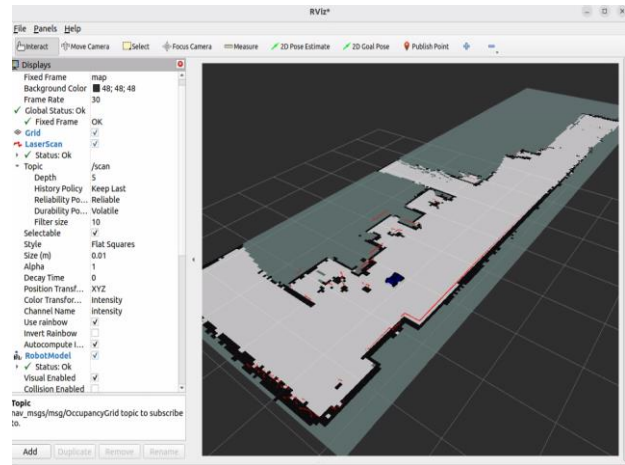 RViz*
File Panels Help
Interact Move Camera Select Focus Camera Measure 2D Pose Estimate 2D Goal Pose Publish Point
Displays
Fixed Frame map
Background Color 48; 48; 48
Frame Rate 30
Global Status: Ok
Fixed Frame OK
Grid
LaserScan
Status: Ok
Topic /scan
Depth 5
History Policy Keep Last
Reliability Po... Reliable
Durability Po... Volatile
Filter size 10
Selectable
Style Flat Squares
Size (m) 0.01
Alpha 1
Decay Time 0
Position Transf... XYZ
Color Transfor... Intensity
Channel Name intensity
Use rainbow
Invert Rainbow
Autocompute I...
RobotModel
Status: Ok
Visual Enabled
Collision Enabled
Topic
nav_msgs/msg/OccupancyGrid topic to subscribe
to.
Add Duplicate Remove Rename